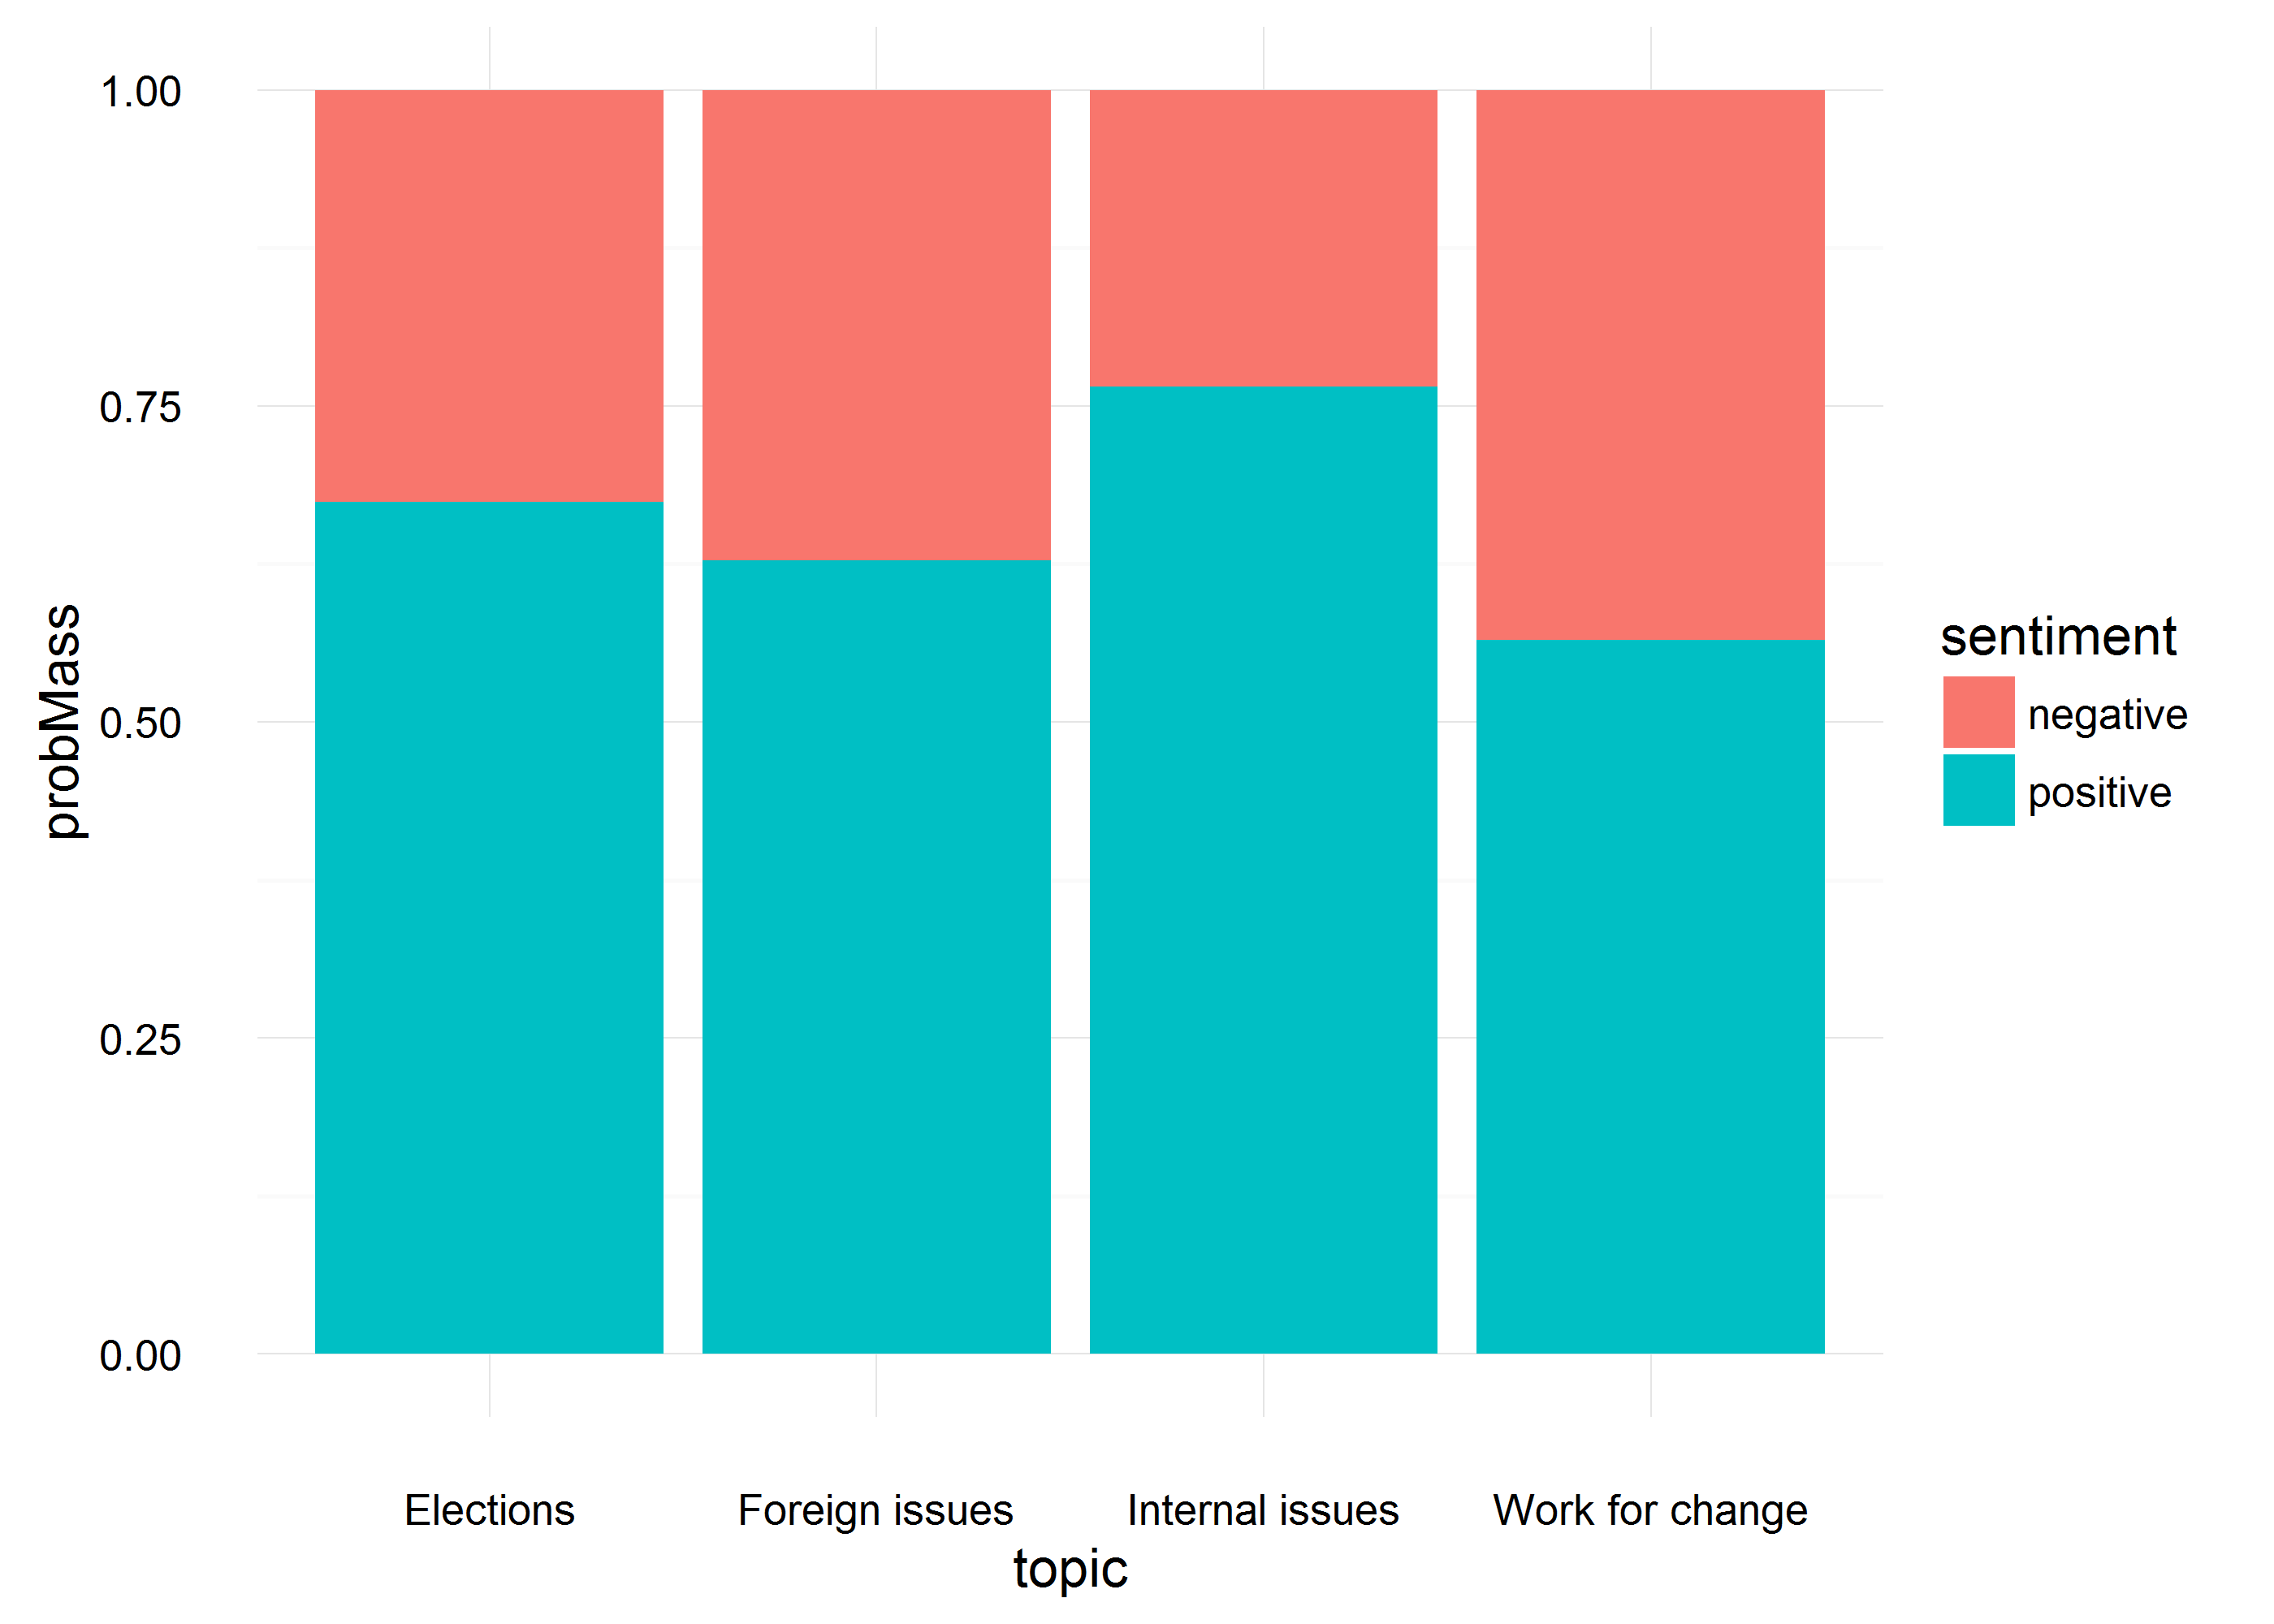 1.00
0.75
0.50
0.25
0.00
probMass
Elections
Foreign issues
Internal issues
Work for change
topic
sentiment
negative
positive